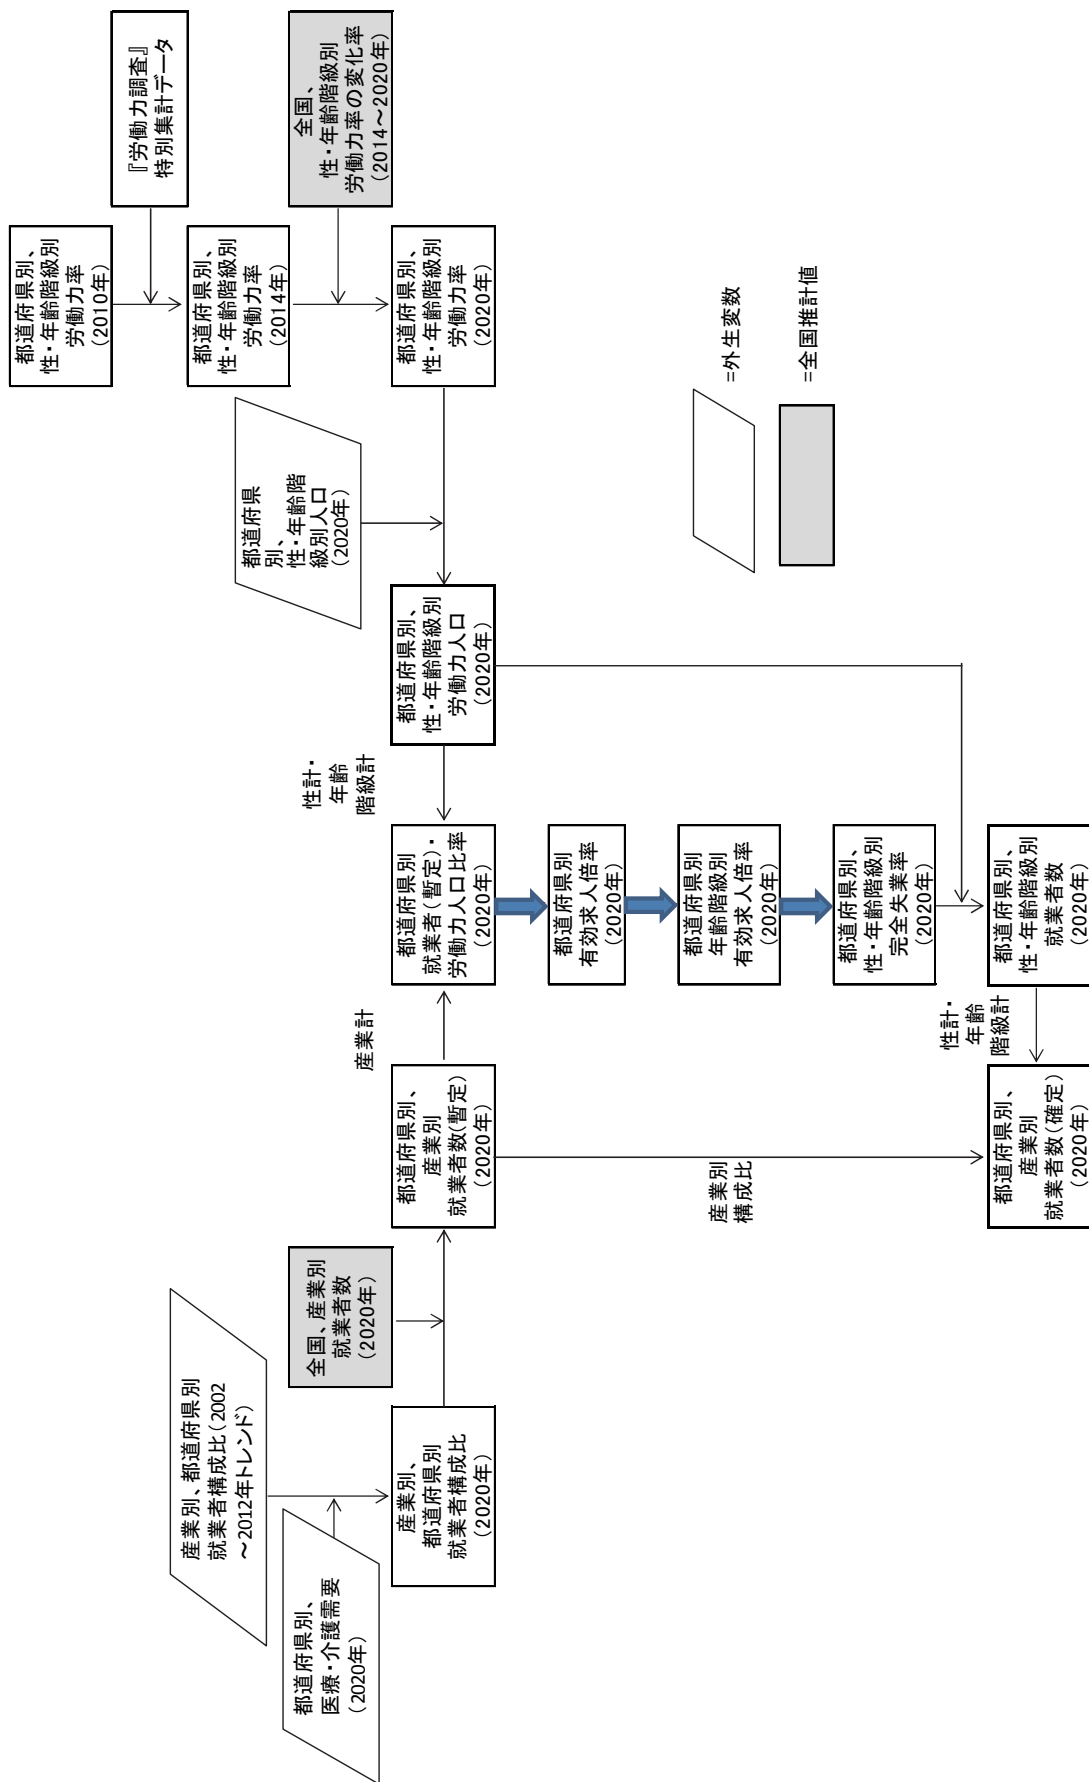 産業別、都道府県別
就業者構成比(2002
~2012年トレンド)
都道府県別、
医療・介護需要
(2020年)
産業別、
都道府県別
就業者構成比
(2020年)
全国、産業別
就業者数
(2020年)
都道府県別、
産業別
就業者数(暫定)
(2020年)
産業計
都道府県別
就業者(暫定)・
労働力人口比率
(2020年)
性計・
年齢
階級計
都道府県別、
性・年齢階級別
労働力人口
(2020年)
都道府県
別、
性・年齢階
級別人口
(2020年)
都道府県別、
性・年齢階級別
労働力率
(2010年)
『労働力調査』
特別集計データ
都道府県別、
性・年齢階級別
労働力率
(2014年)
全国、
性・年齢階級別
労働力率の変化率
(2014~2020年)
都道府県別、
性・年齢階級別
労働力率
(2020年)
都道府県別
有効求人倍率
(2020年)
都道府県別
年齢階級別
有効求人倍率
(2020年)
都道府県別、
性・年齢階級別
完全失業率
(2020年)
都道府県別、
性・年齢階級別
就業者数
(2020年)
性計・
年齢
階級計
産業別
構成比
都道府県別、
産業別
就業者数(確定)
(2020年)
=外生変数
=全国推計値